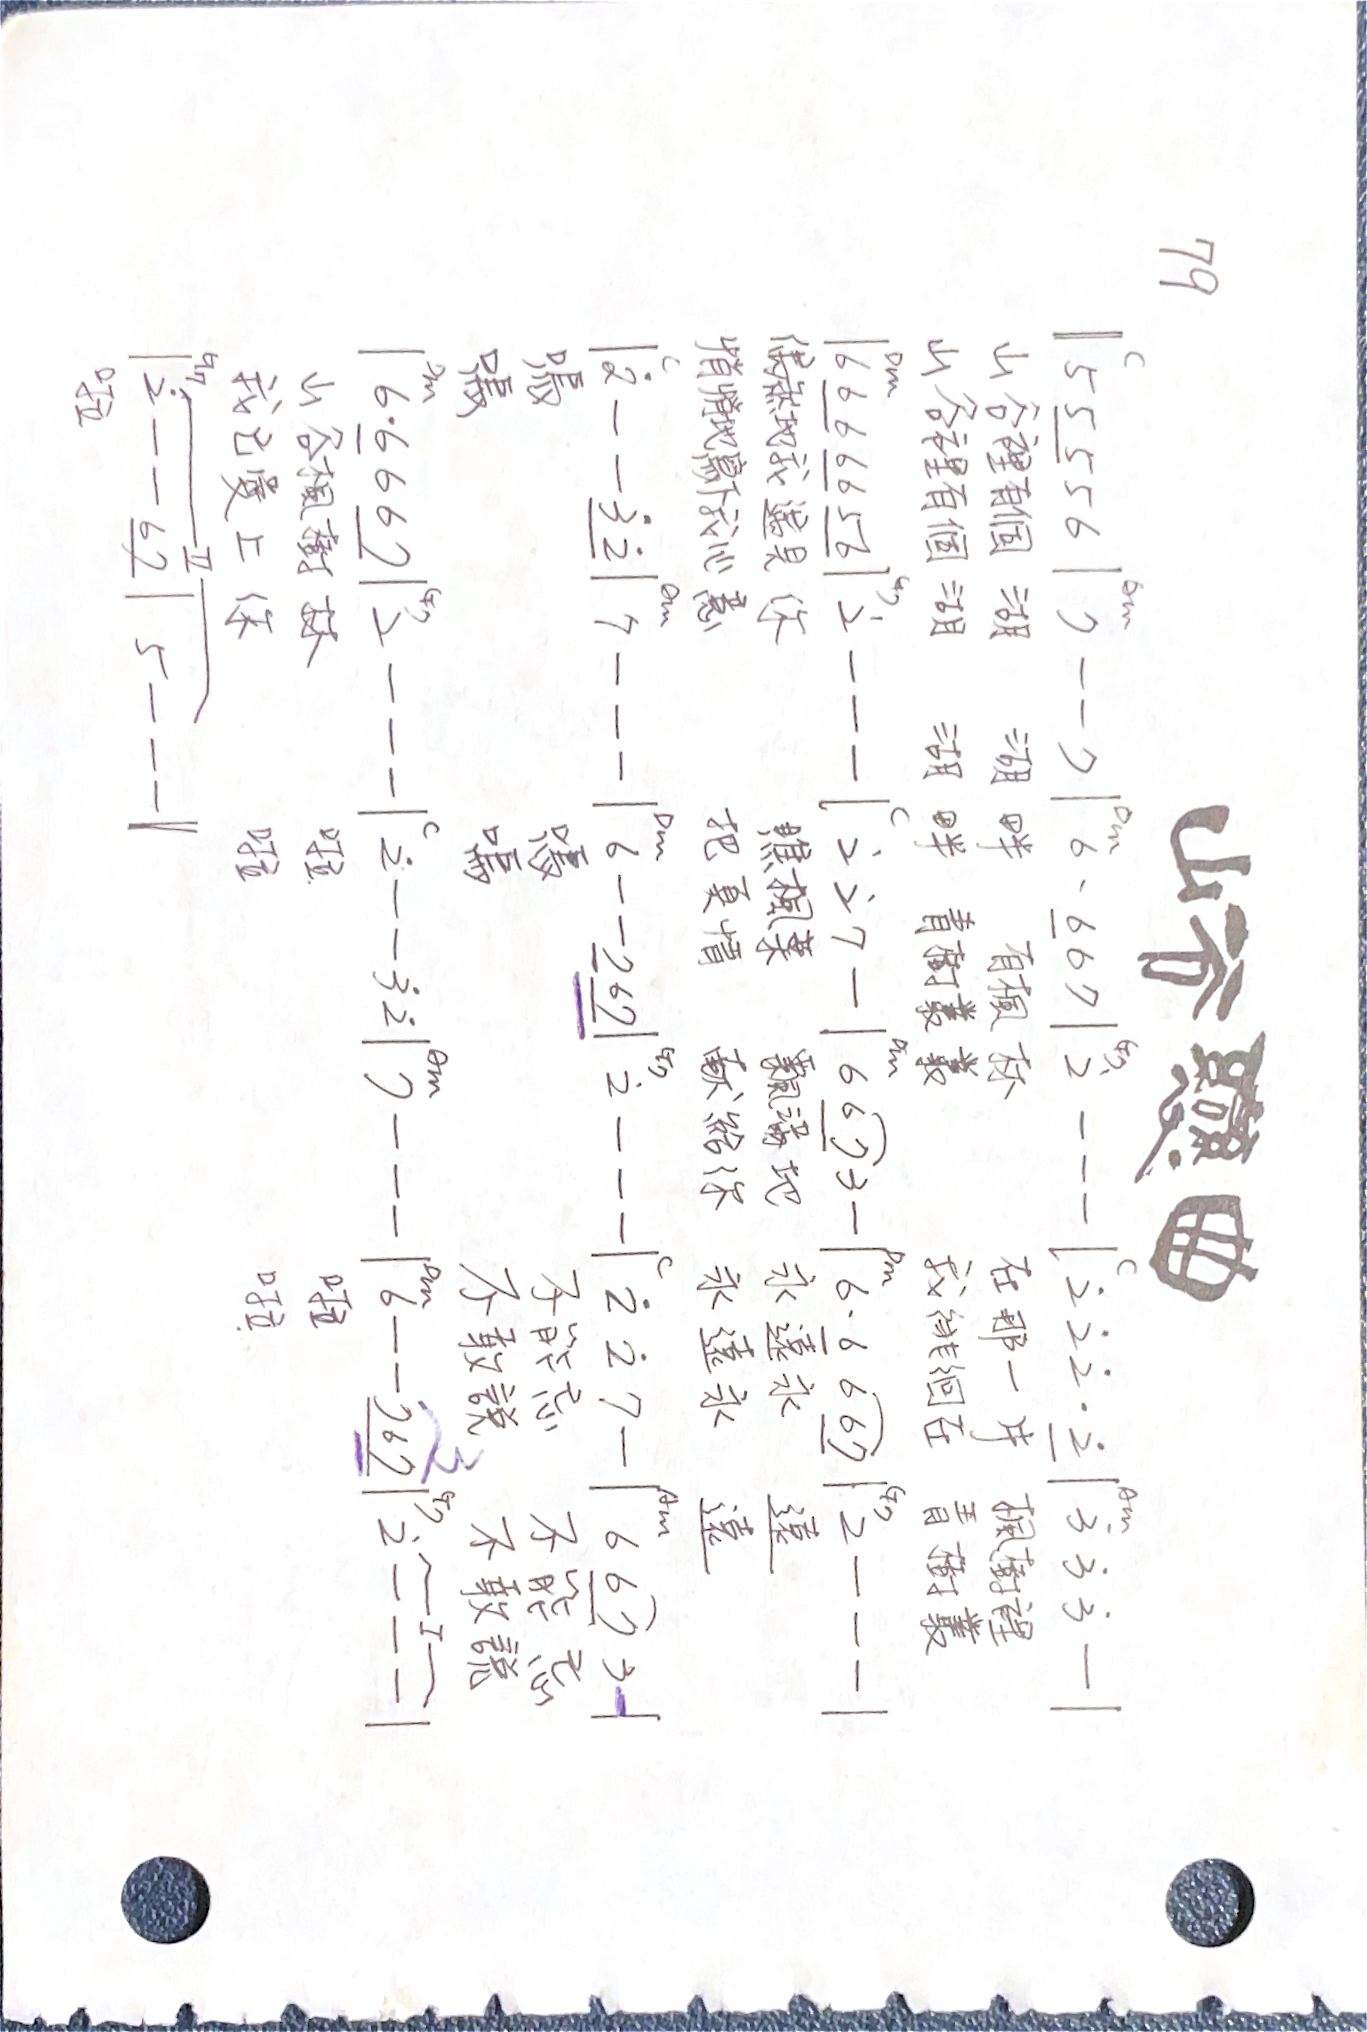 山谷戀曲
79
C Am Dm G7 C Am
‖ 5 5 5 5 6 | 7 — — 7 | 6 · 6 6 7 | 2̇ — — — | 2̇ 2̇ 2̇ · 2̇ | 3̇ 3̇ 3̇ — |
山谷裡有個湖 湖畔 有楓林 在那一片 楓樹裡
山谷裡有個湖 湖畔 青樹叢叢 我徘徊在 青樹叢
Dm G7 C Am Dm G7
| 6 6 6 6 6 5 6 | 2̇ — — — | 2̇ 2̇ 7 — | 6 6 7 3 — | 6 · 6 6 6 7 | 2 — — — |
偶然地我遇見 你 瞧楓葉 飄滿地 永遠永 遠
悄悄地寫下我心 意 把真情 献給你 永遠永 遠
C Am Dm G7 C Am
| 2̇ — — 3̇ 2̇ | 7 — — — | 6 — — 7 6 7 | 2̇ — — — | 2̇ 2̇ 7 — | 6 6 7 3 — |
嗚 嗚 不能忘 不能忘
嗚 嗚 不敢説 不敢説
3
Dm G7 C Am Dm G7 I
| 6 · 6 6 6 7 | 2 — — — | 2̇ — — 3̇ 2̇ | 7 — — — | 6 — — 7 6 7 | 2̇ — — — |
山谷楓樹林 啦 啦
我已愛上你 啦 啦
G7 II
| 2̇ — — 6 7 | 5 — — — ‖
啦